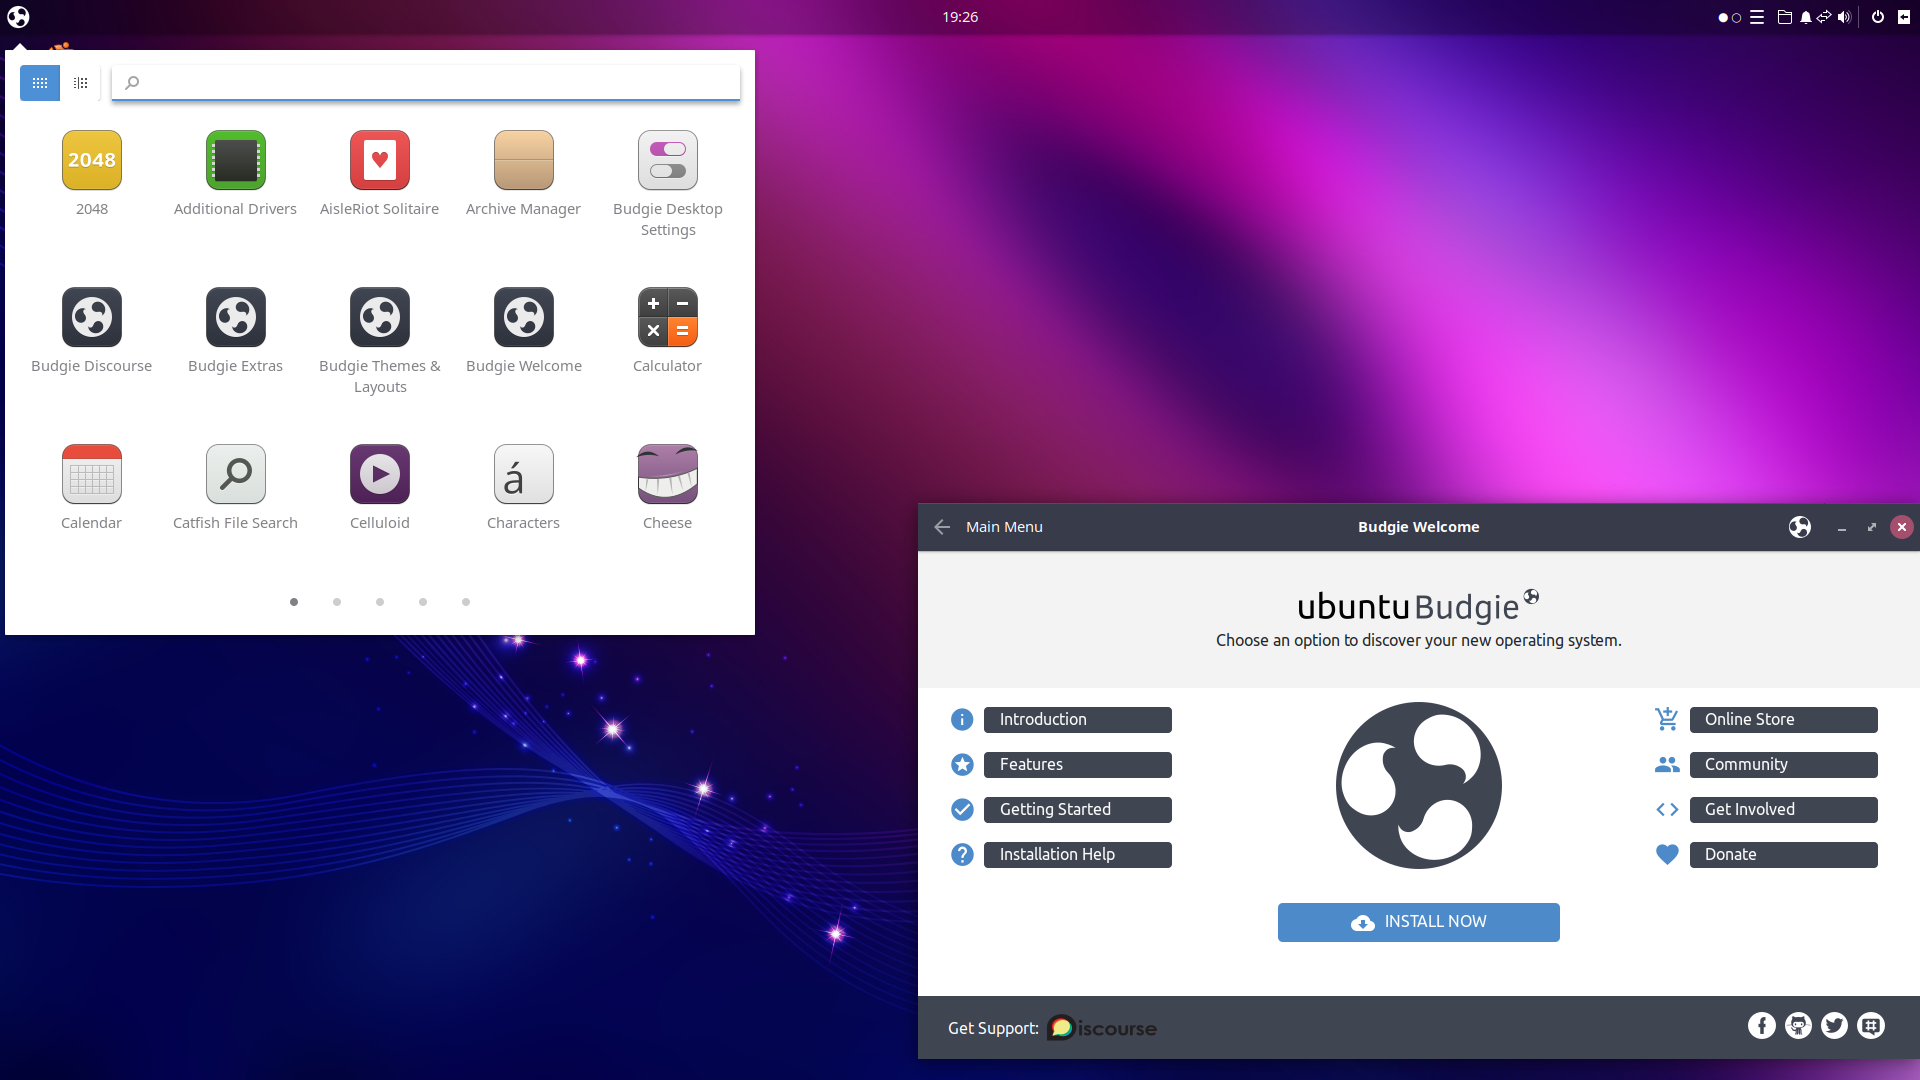 19:26
2048
2048
Additional Drivers
AisleRiot Solitaire
Archive Manager
Budgie Desktop
Settings
Budgie Discourse
Budgie Extras
Budgie Themes &
Layouts
Budgie Welcome
Calculator
á
Calendar
Catfish File Search
Celluloid
Characters
Cheese
Main Menu
Budgie Welcome
ubuntu Budgie
Choose an option to discover your new operating system.
Introduction
Features
Getting Started
Installation Help
Online Store
Community
Get Involved
Donate
INSTALL NOW
Get Support: Discourse